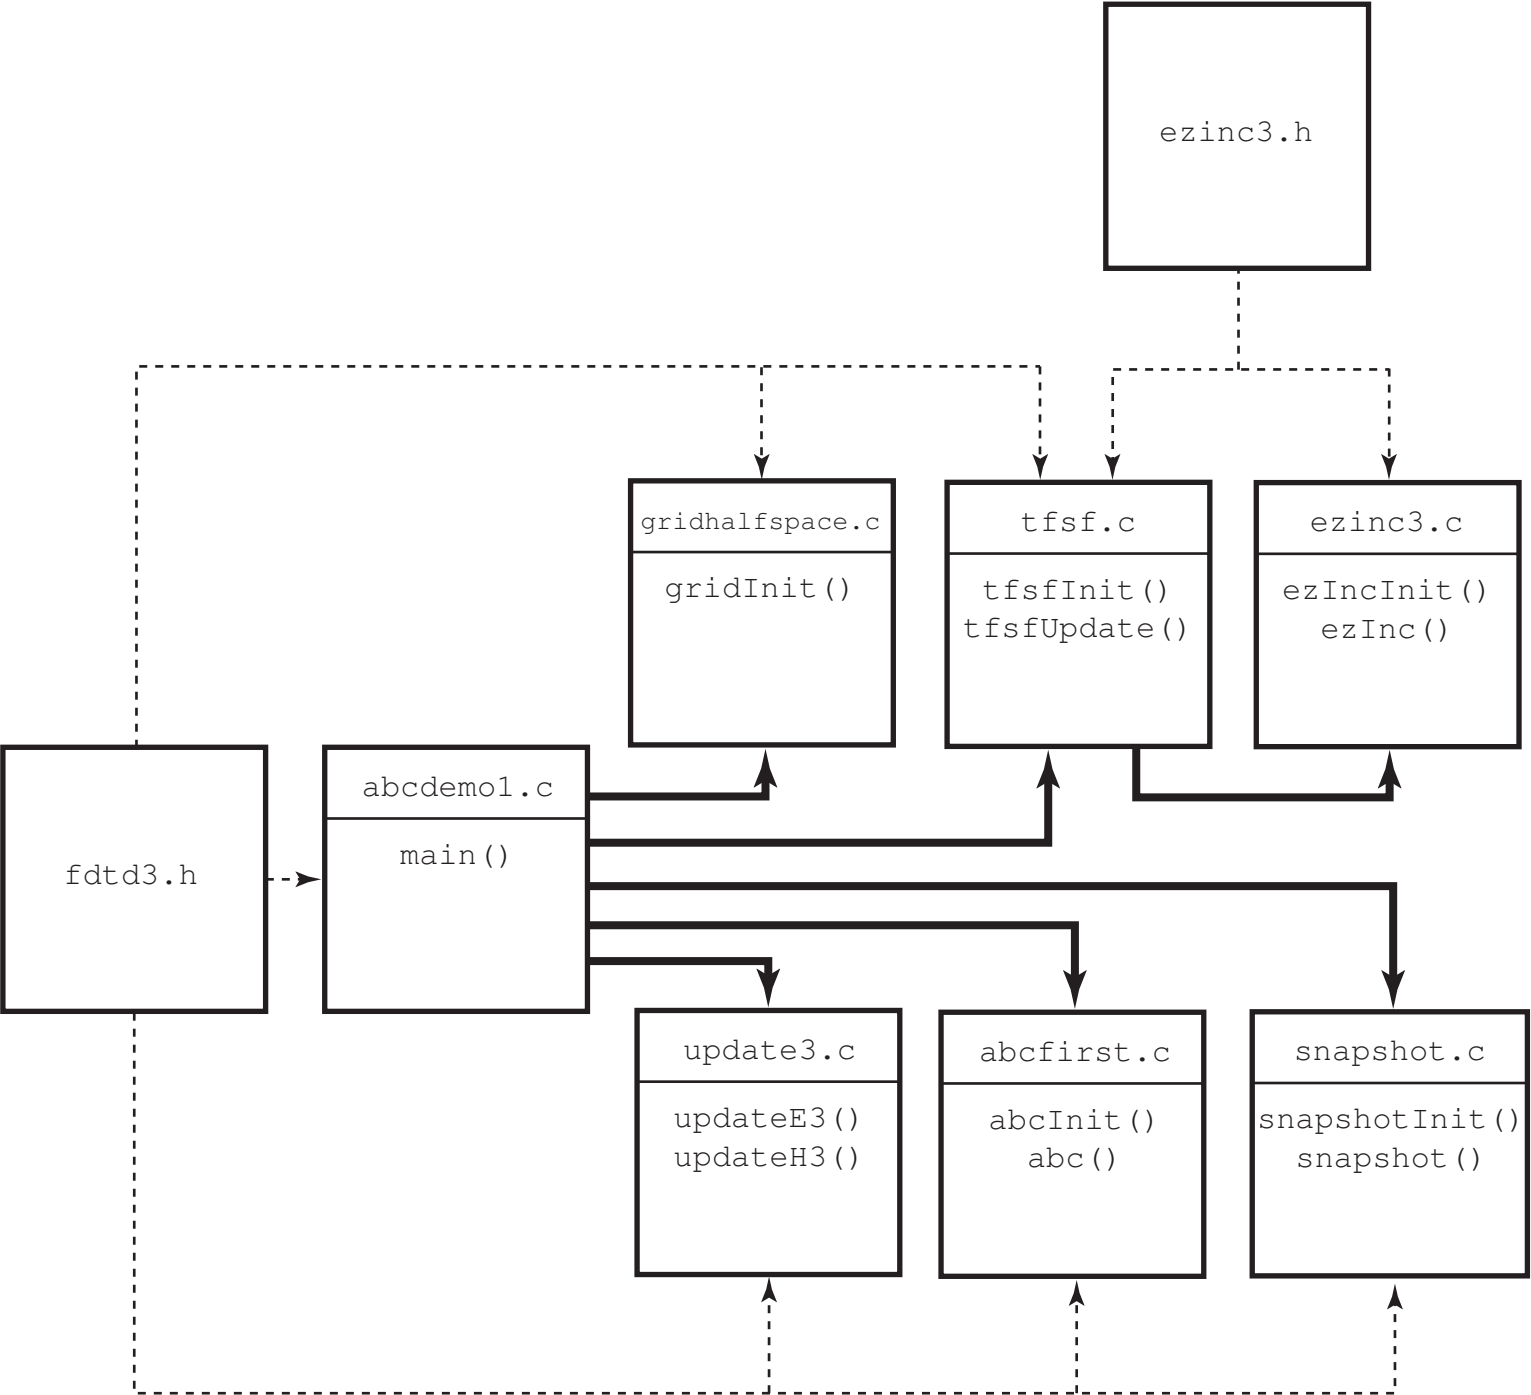 ezinc3.h
gridhalfspace.c
gridInit()
tfsf.c
tfsfInit()
tfsfUpdate()
ezinc3.c
ezIncInit()
ezInc()
fdtd3.h
abcdemo1.c
main()
update3.c
updateE3()
updateH3()
abcfirst.c
abcInit()
abc()
snapshot.c
snapshotInit()
snapshot()